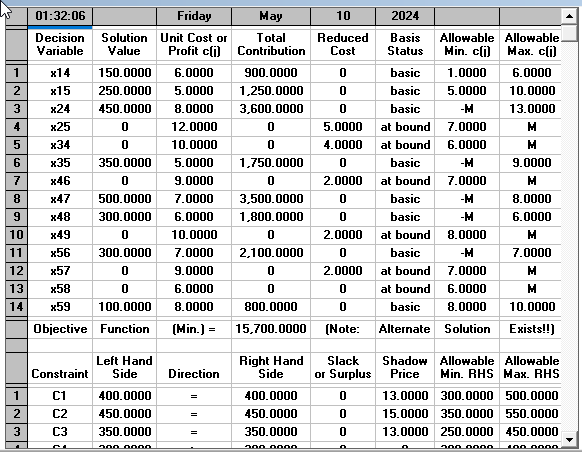 01:32:06 Friday May 10 2024
Decision Solution Unit Cost or Total Reduced Basis Allowable Allowable
Variable Value Profit c(j) Contribution Cost Status Min. c(j) Max. c(j)
1 x14 150.0000 6.0000 900.0000 0 basic 1.0000 6.0000
2 x15 250.0000 5.0000 1,250.0000 0 basic 5.0000 10.0000
3 x24 450.0000 8.0000 3,600.0000 0 basic -M 13.0000
4 x25 0 12.0000 0 5.0000 at bound 7.0000 M
5 x34 0 10.0000 0 4.0000 at bound 6.0000 M
6 x35 350.0000 5.0000 1,750.0000 0 basic -M 9.0000
7 x46 0 9.0000 0 2.0000 at bound 7.0000 M
8 x47 500.0000 7.0000 3,500.0000 0 basic -M 8.0000
9 x48 300.0000 6.0000 1,800.0000 0 basic -M 6.0000
10 x49 0 10.0000 0 2.0000 at bound 8.0000 M
11 x56 300.0000 7.0000 2,100.0000 0 basic -M 7.0000
12 x57 0 9.0000 0 2.0000 at bound 7.0000 M
13 x58 0 6.0000 0 0 at bound 6.0000 M
14 x59 100.0000 8.0000 800.0000 0 basic 8.0000 10.0000
Objective Function (Min.) = 15,700.0000 (Note: Alternate Solution Exists!!)
Left Hand Right Hand Slack Shadow Allowable Allowable
Constraint Side Direction Side or Surplus Price Min. RHS Max. RHS
1 C1 400.0000 = 400.0000 0 13.0000 300.0000 500.0000
2 C2 450.0000 = 450.0000 0 15.0000 350.0000 550.0000
3 C3 350.0000 = 350.0000 0 13.0000 250.0000 450.0000